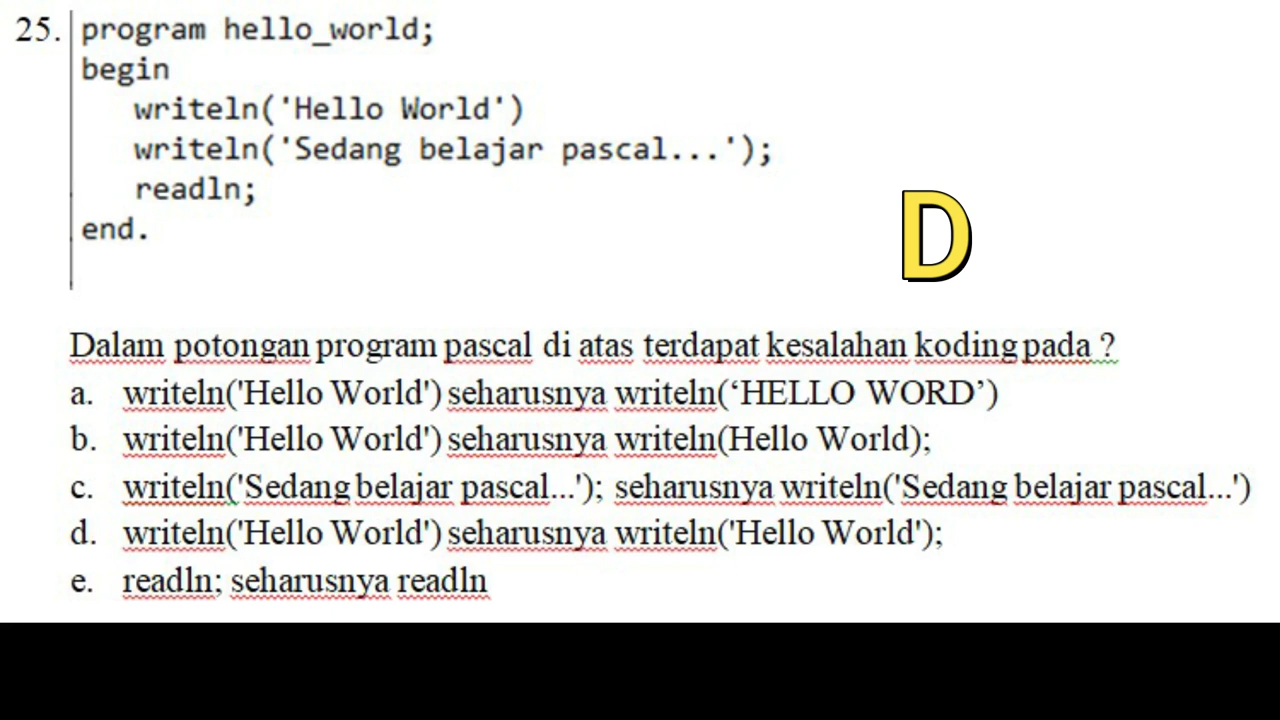 25. program hello_world;
begin
writeln('Hello World')
writeln('Sedang belajar pascal...');
readln;
end.
D
Dalam potongan program pascal di atas terdapat kesalahan koding pada ?
a. writeln('Hello World') seharusnya writeln(‘HELLO WORD’)
b. writeln('Hello World') seharusnya writeln(Hello World);
c. writeln('Sedang belajar pascal...'); seharusnya writeln('Sedang belajar pascal...')
d. writeln('Hello World') seharusnya writeln('Hello World');
e. readln; seharusnya readln